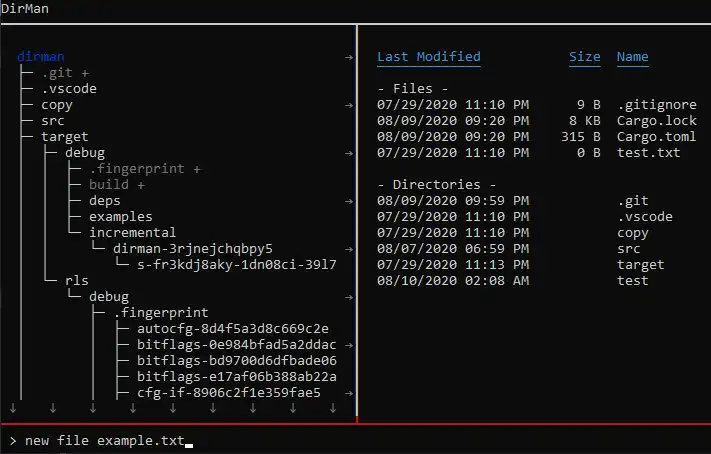 DirMan
dirman →
├─ .git +
├─ .vscode
├─ copy →
├─ src
├─ target
│  ├─ debug →
│  │  ├─ .fingerprint +
│  │  ├─ build +
│  │  ├─ deps →
│  │  ├─ examples
│  │  └─ incremental
│  │     └─ dirman-3rjnejchqbpy5 →
│  │        └─ s-fr3kdj8aky-1dn08ci-39l7
│  └─ rls
│     └─ debug →
│        ├─ .fingerprint
│        │  ├─ autocfg-8d4f5a3d8c669c2e
│        │  ├─ bitflags-0e984bfad5a2ddac →
│        │  ├─ bitflags-bd9700d6dfbade06
│        │  ├─ bitflags-e17af06b388ab22a
│        │  ├─ cfg-if-8906c2f1e359fae5 →
↓ ↓ ↓ ↓ ↓ ↓ ↓ ↓ ↓
Last Modified Size Name
- Files -
07/29/2020 11:10 PM 9 B .gitignore
08/09/2020 09:20 PM 8 KB Cargo.lock
08/09/2020 09:20 PM 315 B Cargo.toml
07/29/2020 11:10 PM 0 B test.txt
- Directories -
08/09/2020 09:59 PM .git
07/29/2020 11:10 PM .vscode
07/29/2020 11:10 PM copy
08/07/2020 06:59 PM src
07/29/2020 11:13 PM target
08/10/2020 02:08 AM test
> new file example.txt